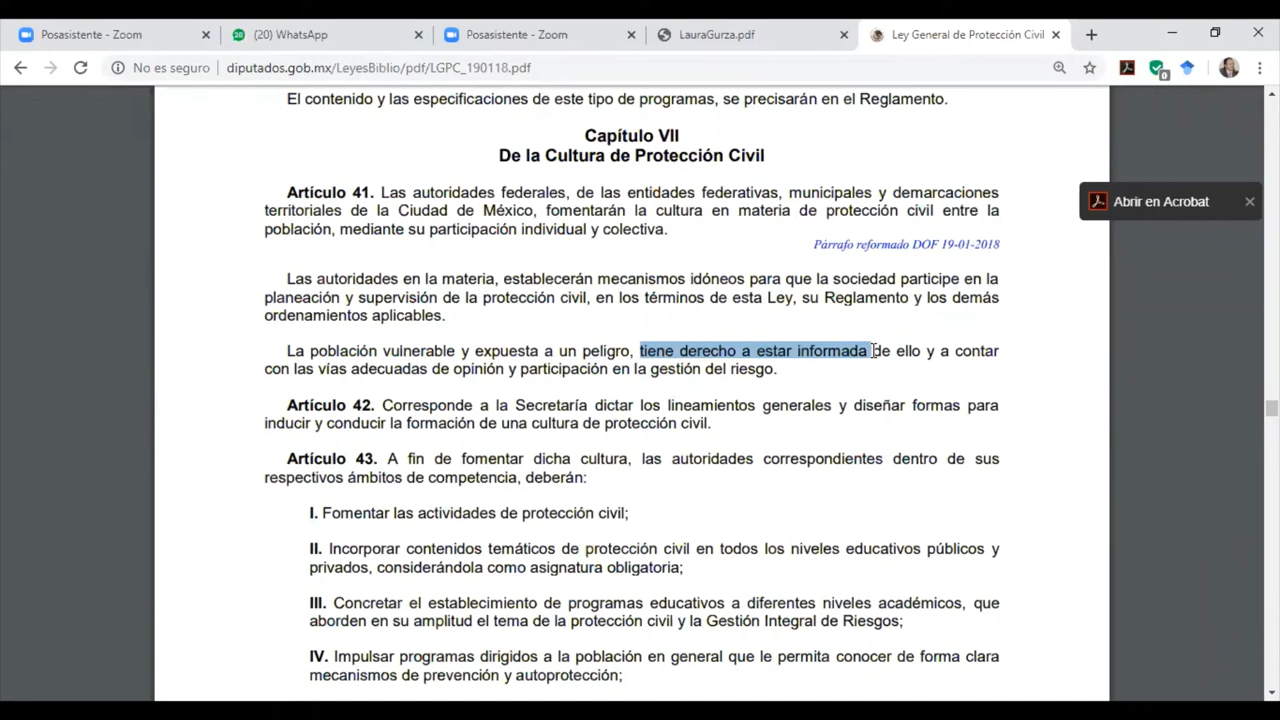 Posasistente - Zoom
(20) WhatsApp
Posasistente - Zoom
LauraGurza.pdf
Ley General de Protección Civil
No es seguro
diputados.gob.mx/LeyesBiblio/pdf/LGPC_190118.pdf
0
El contenido y las especificaciones de este tipo de programas, se precisarán en el Reglamento.
Capítulo VII
De la Cultura de Protección Civil
Artículo 41. Las autoridades federales, de las entidades federativas, municipales y demarcaciones
territoriales de la Ciudad de México, fomentarán la cultura en materia de protección civil entre la
población, mediante su participación individual y colectiva.
Párrafo reformado DOF 19-01-2018
Abrir en Acrobat
Las autoridades en la materia, establecerán mecanismos idóneos para que la sociedad participe en la
planeación y supervisión de la protección civil, en los términos de esta Ley, su Reglamento y los demás
ordenamientos aplicables.
La población vulnerable y expuesta a un peligro, tiene derecho a estar informada de ello y a contar
con las vías adecuadas de opinión y participación en la gestión del riesgo.
Artículo 42. Corresponde a la Secretaría dictar los lineamientos generales y diseñar formas para
inducir y conducir la formación de una cultura de protección civil.
Artículo 43. A fin de fomentar dicha cultura, las autoridades correspondientes dentro de sus
respectivos ámbitos de competencia, deberán:
I. Fomentar las actividades de protección civil;
II. Incorporar contenidos temáticos de protección civil en todos los niveles educativos públicos y
privados, considerándola como asignatura obligatoria;
III. Concretar el establecimiento de programas educativos a diferentes niveles académicos, que
aborden en su amplitud el tema de la protección civil y la Gestión Integral de Riesgos;
IV. Impulsar programas dirigidos a la población en general que le permita conocer de forma clara
mecanismos de prevención y autoprotección;